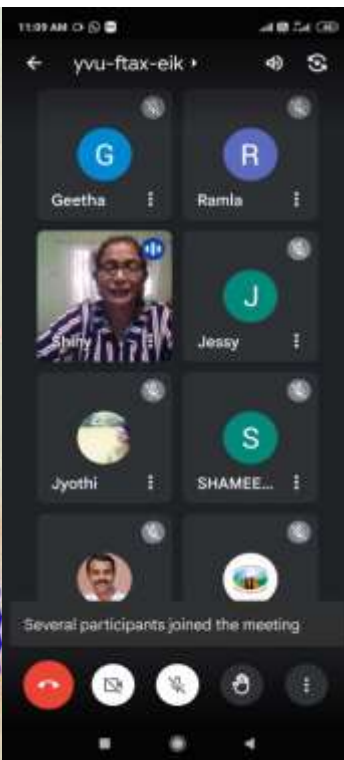 11:09 AM
yvu-ftax-eik
G
R
Geetha
Ramla
Shiny
J
Jessy
S
Jyothi
SHAMEE...
Several participants joined the meeting